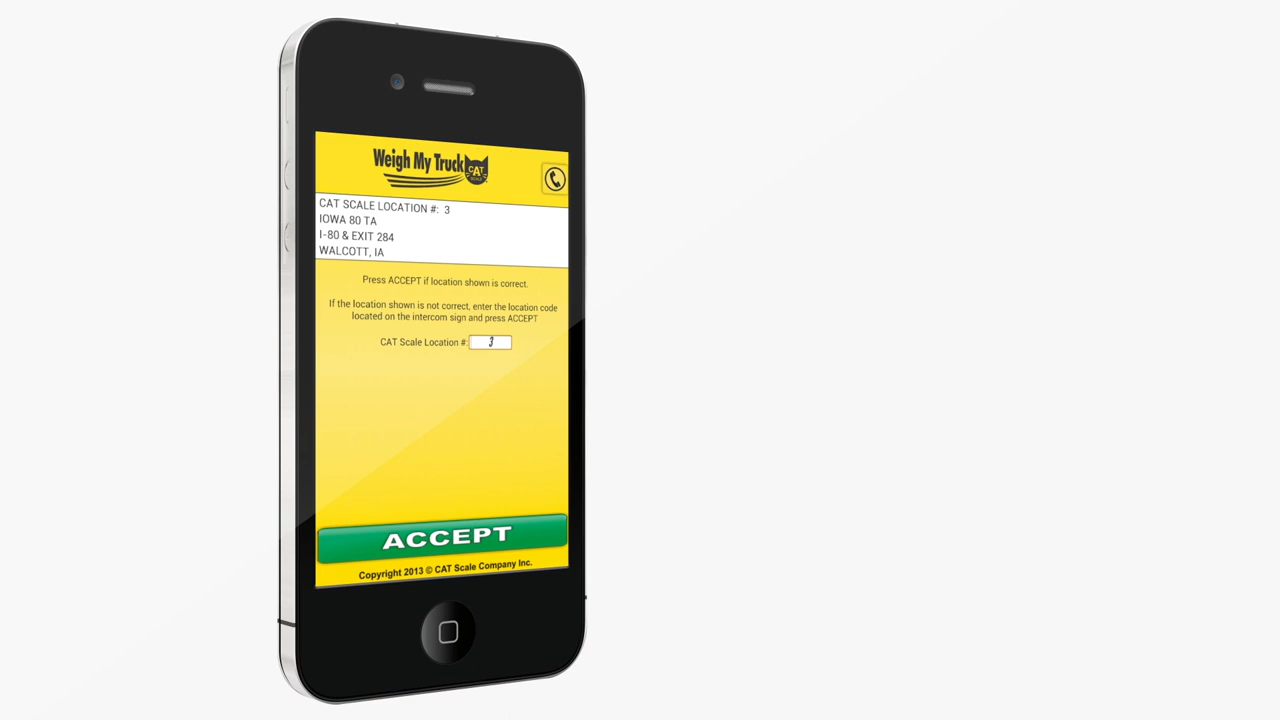 Weigh My Truck
CAT
SCALE
CAT SCALE LOCATION #: 3
IOWA 80 TA
I-80 & EXIT 284
WALCOTT, IA
Press ACCEPT if location shown is correct.
If the location shown is not correct, enter the location code
located on the intercom sign and press ACCEPT
CAT Scale Location #: 3
ACCEPT
Copyright 2013 © CAT Scale Company Inc.